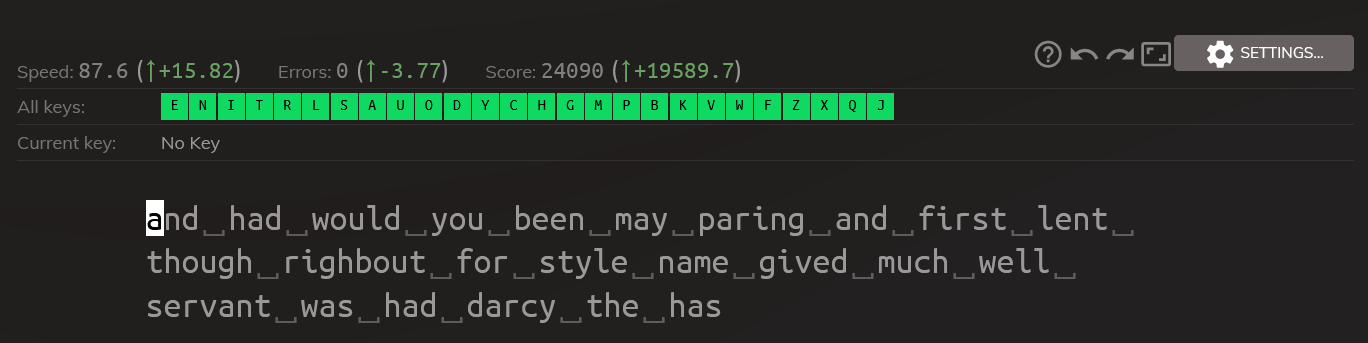 SETTINGS...
Speed: 87.6 (↑+15.82) Errors: 0 (↑-3.77) Score: 24090 (↑+19589.7)
All keys: E N I T R L S A U O D Y C H G M P B K V W F Z X Q J
Current key: No Key
and␣had␣would␣you␣been␣may␣paring␣and␣first␣lent␣
though␣righbout␣for␣style␣name␣gived␣much␣well␣
servant␣was␣had␣darcy␣the␣has